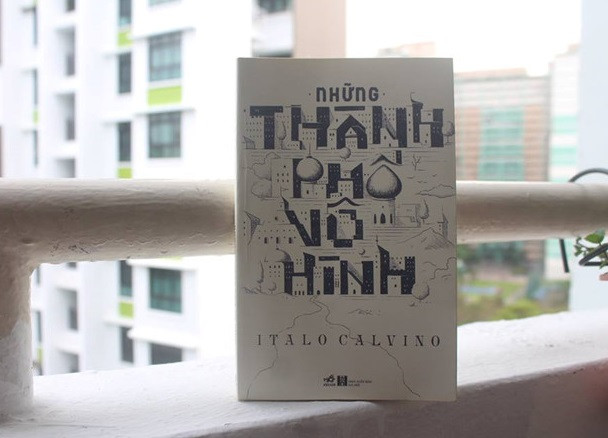 NHỮNG
THÀNH
PHỐ
VÔ
HÌNH
ITALO CALVINO